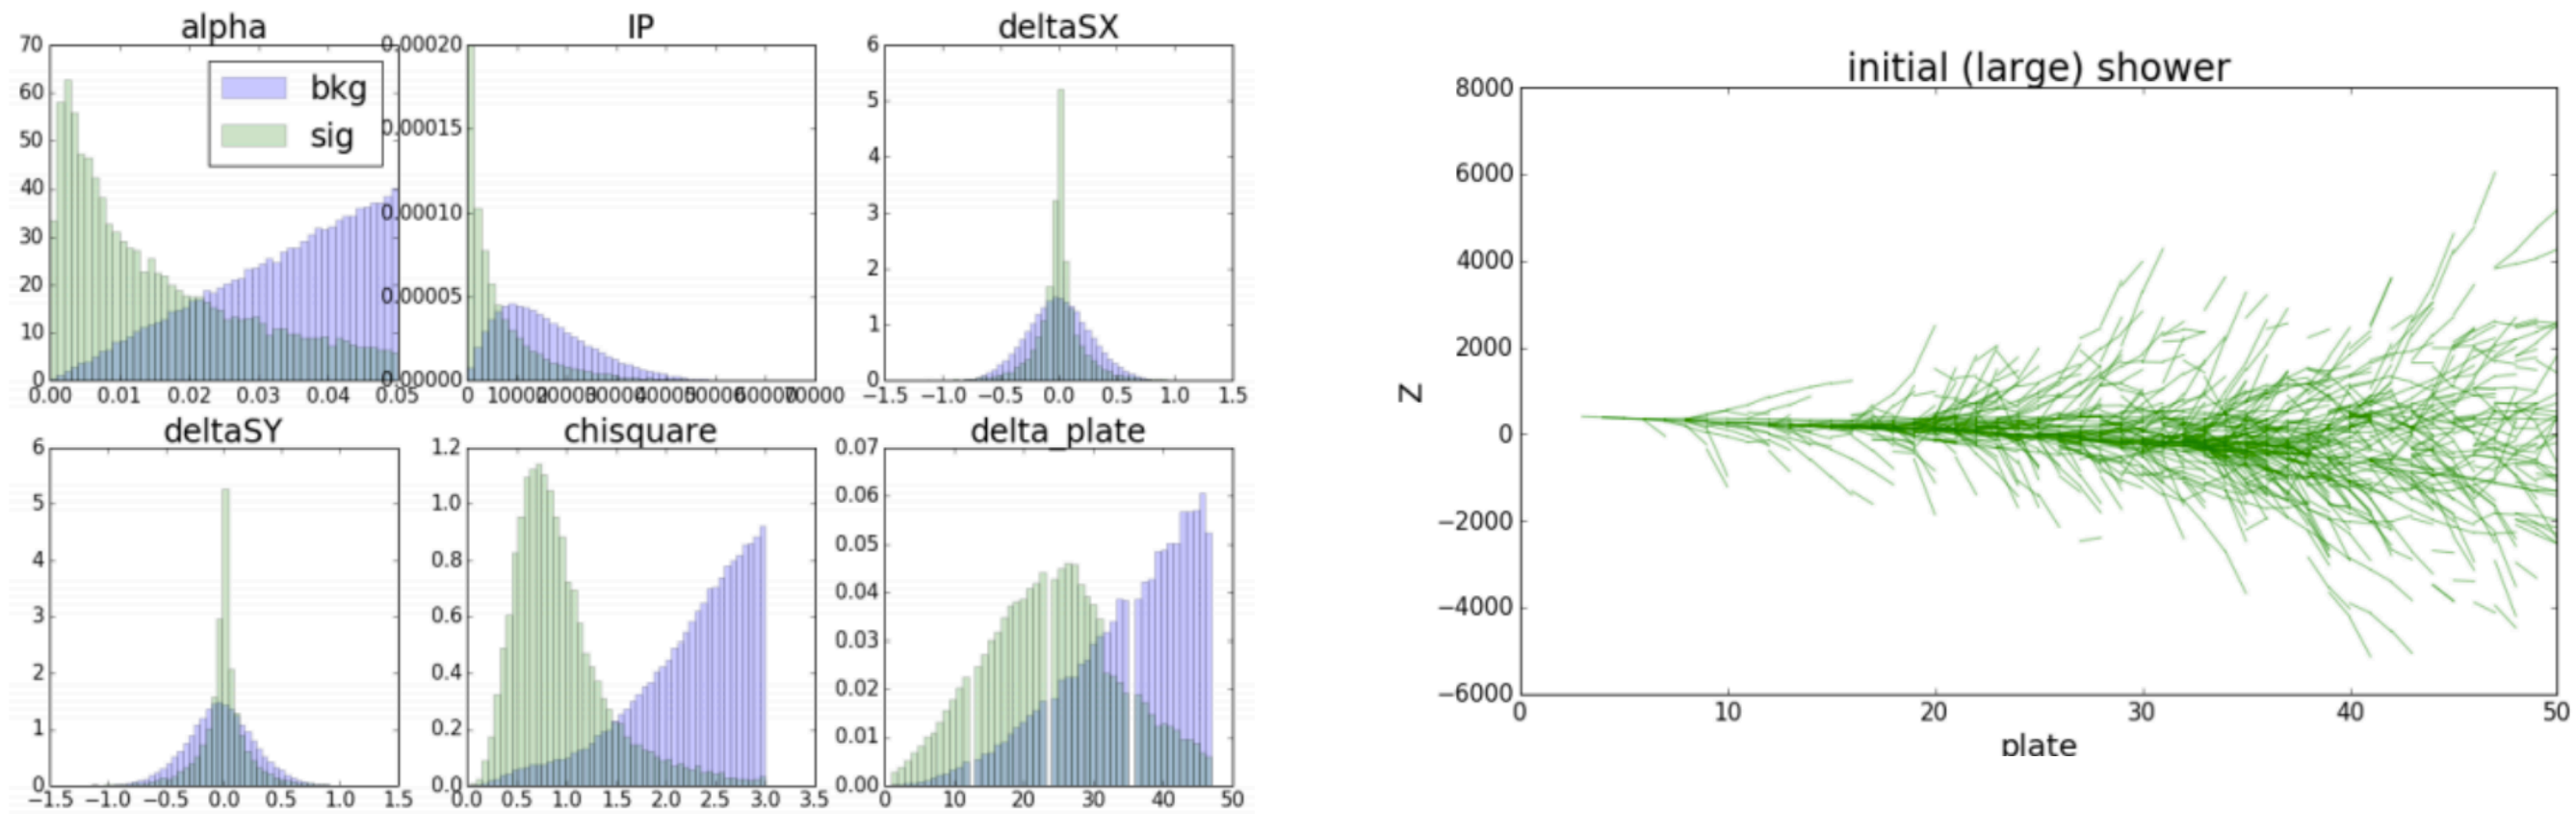 alpha
70
60
50
40
30
20
10
0
0.00 0.01 0.02 0.03 0.04 0.05
bkg
sig
IP
0.00020
0.00015
0.00010
0.00005
0.00000
0 10000 20000 30000 40000 50000 60000 70000
deltaSX
6
5
4
3
2
1
0
−1.5 −1.0 −0.5 0.0 0.5 1.0 1.5
deltaSY
6
5
4
3
2
1
0
−1.5 −1.0 −0.5 0.0 0.5 1.0 1.5
chisquare
1.2
1.0
0.8
0.6
0.4
0.2
0.0
0.0 0.5 1.0 1.5 2.0 2.5 3.0 3.5
delta_plate
0.07
0.06
0.05
0.04
0.03
0.02
0.01
0.00
0 10 20 30 40 50
initial (large) shower
8000
6000
4000
2000
0
−2000
−4000
−6000
Z
0 10 20 30 40 50
plate